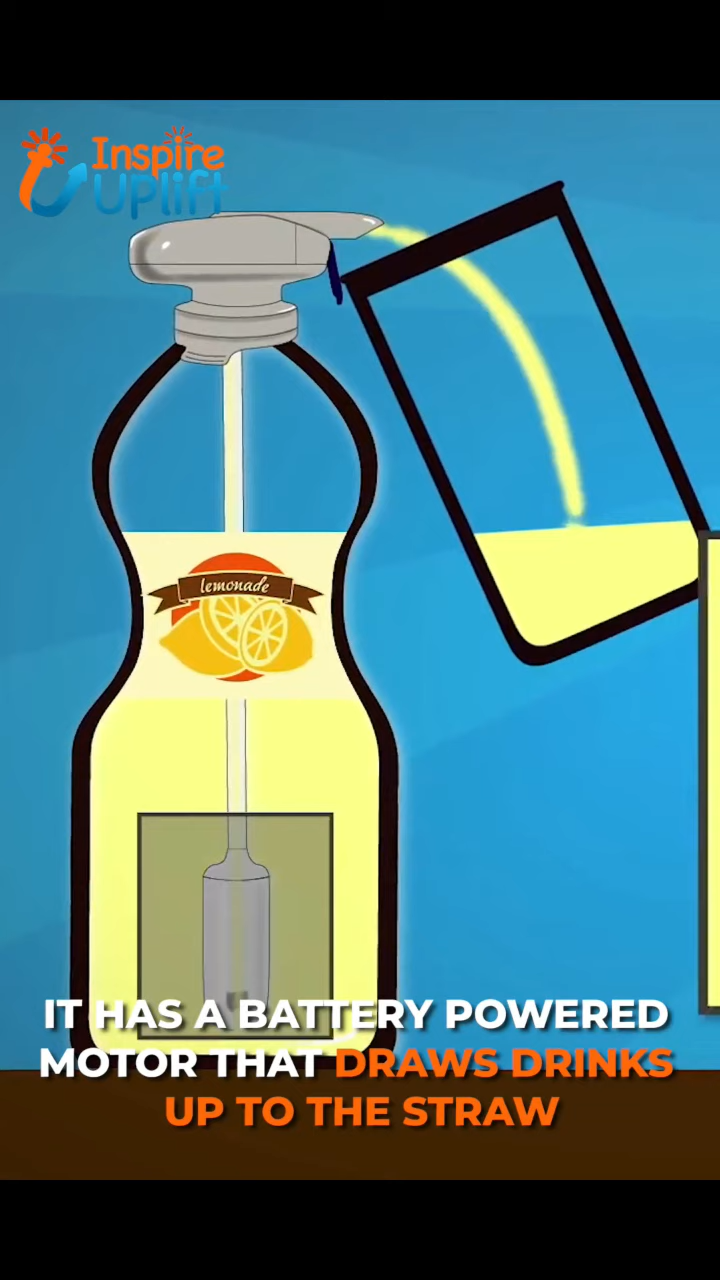 Inspire
Uplift
lemonade
IT HAS A BATTERY POWERED
MOTOR THAT DRAWS DRINKS
UP TO THE STRAW